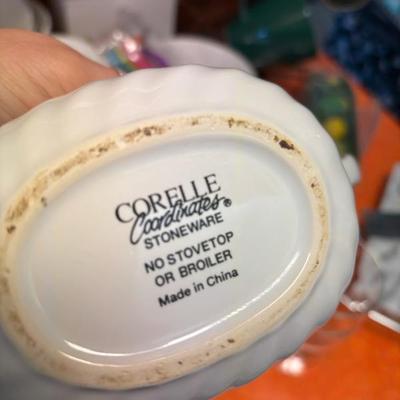 CORELLE
Coordinates®
STONEWARE
NO STOVETOP
OR BROILER
Made in China